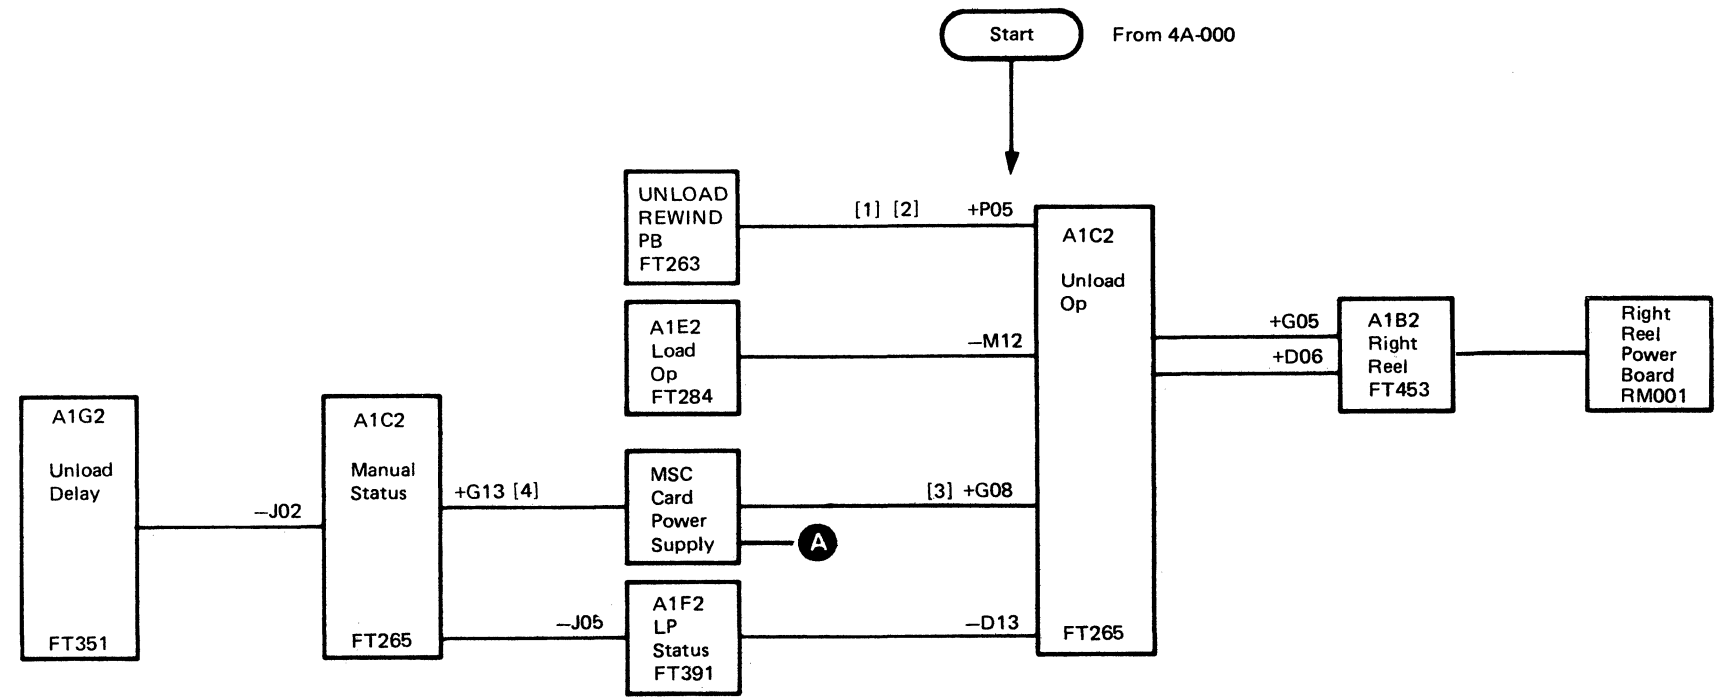 Start
From 4A-000
UNLOAD
REWIND
PB
FT263
[1] [2] +P05
A1E2
Load
Op
FT284
—M12
A1C2
Unload
Op
FT265
+G05
+D06
A1B2
Right
Reel
FT453
Right
Reel
Power
Board
RM001
A1G2
Unload
Delay
FT351
—J02
A1C2
Manual
Status
FT265
+G13 [4]
MSC
Card
Power
Supply
[3] +G08
A
—J05
A1F2
LP
Status
FT391
—D13